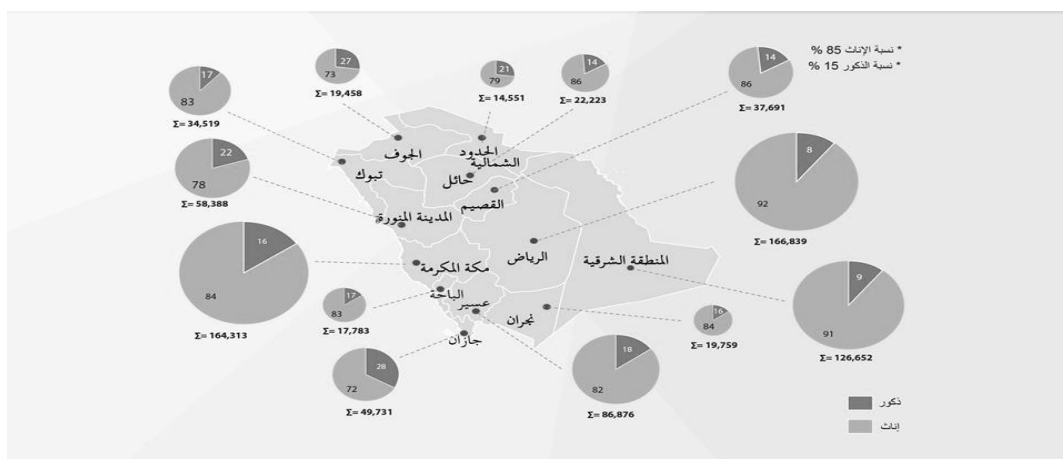 * نسبة الإناث 85 %
* نسبة الذكور 15 %
27
73
Σ= 19,458
21
79
Σ= 14,551
14
86
Σ= 22,223
14
86
Σ= 37,691
17
83
Σ= 34,519
22
78
Σ= 58,388
8
92
Σ= 166,839
الجوف
الحدود
الشمالية
تبوك
حائل
القصيم
المدينة المنورة
الرياض
المنطقة الشرقية
مكة المكرمة
الباحة
عسير
نجران
جازان
16
84
Σ= 164,313
17
83
Σ= 17,783
28
72
Σ= 49,731
18
82
Σ= 86,876
16
84
Σ= 19,759
9
91
Σ= 126,652
ذكور
إناث